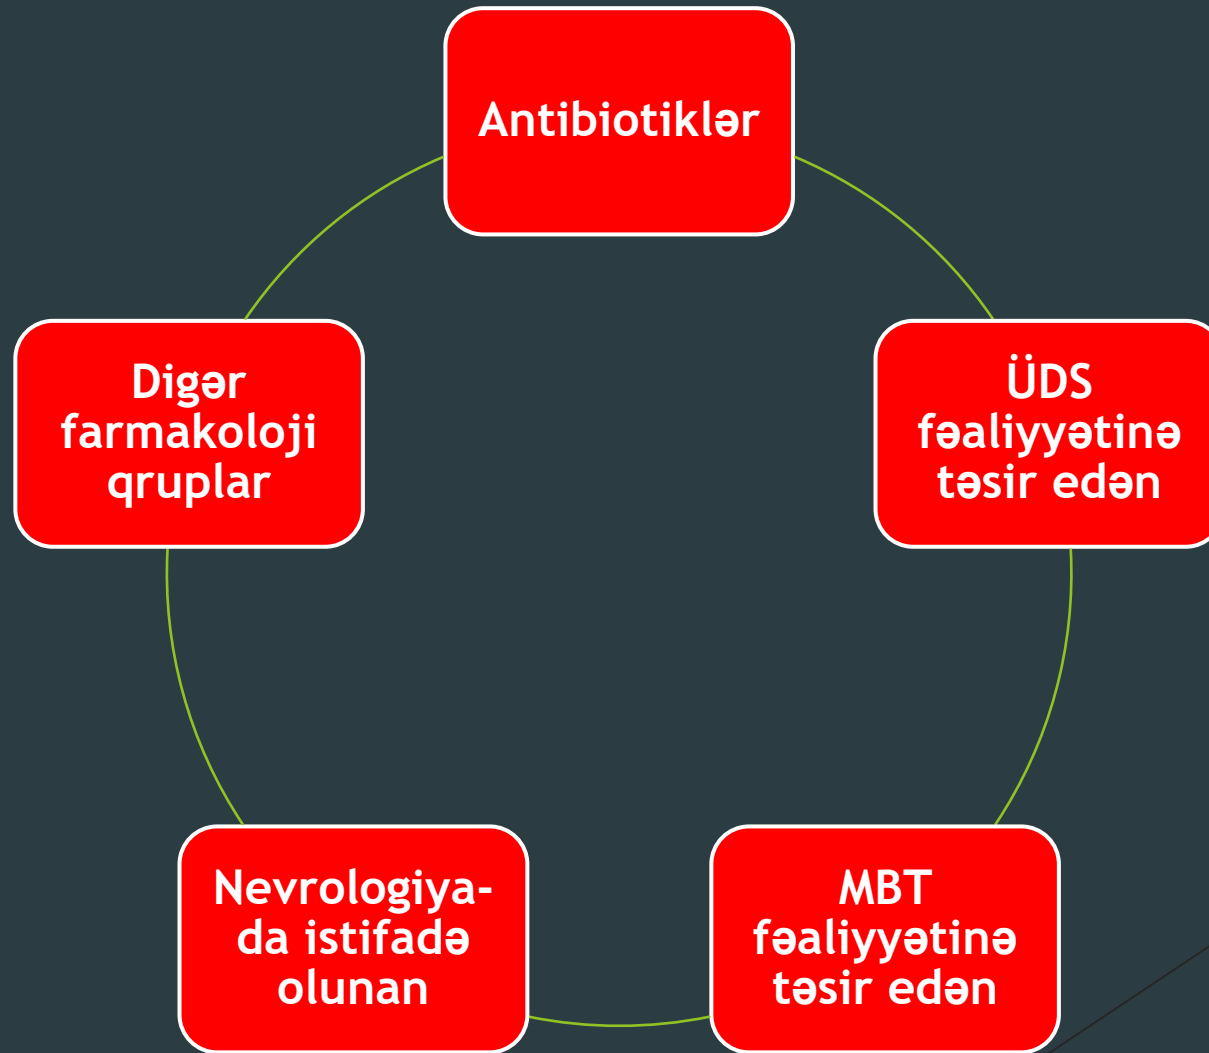 Antibiotiklər
ÜDS
fəaliyyətinə
təsir edən
MBT
fəaliyyətinə
təsir edən
Nevrologiya-
da istifadə
olunan
Digər
farmakoloji
qruplar